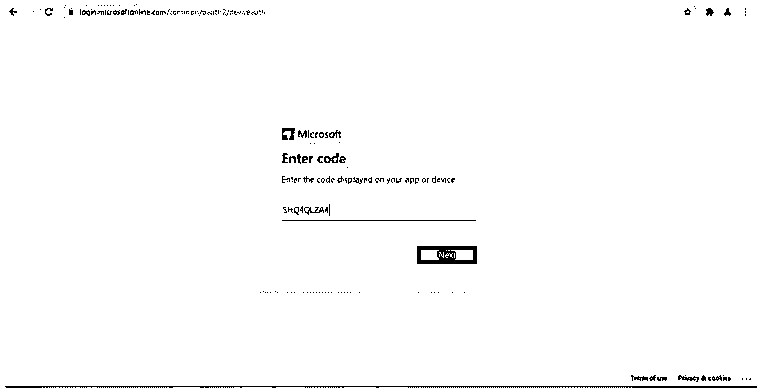 login.microsoftonline.com/common/oauth2/deviceauth
Microsoft
Enter code
Enter the code displayed on your app or device
Next
Terms of use Privacy & cookies ...